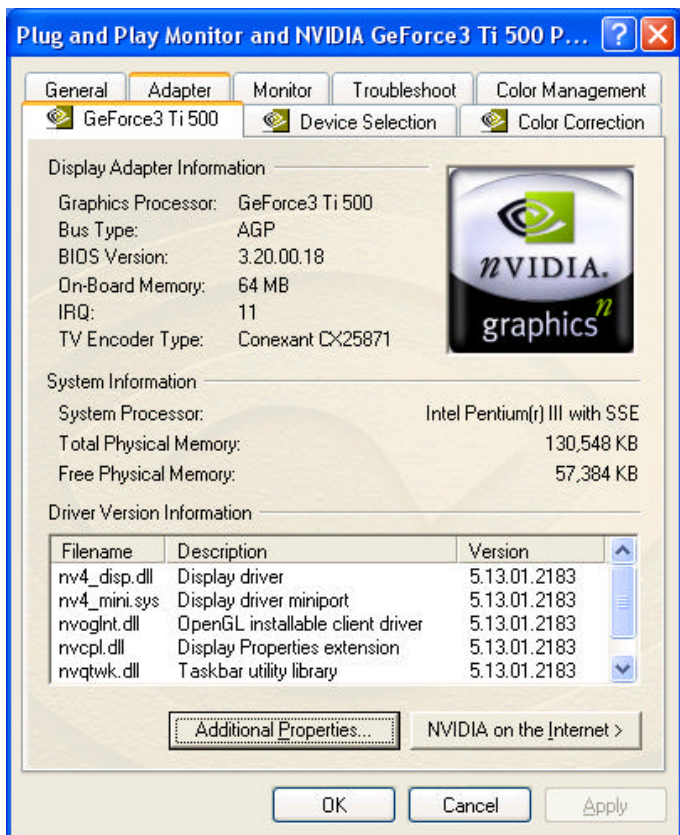 Plug and Play Monitor and NVIDIA GeForce3 Ti 500 P...
General Adapter Monitor Troubleshoot Color Management
GeForce3 Ti 500 Device Selection Color Correction
Display Adapter Information
Graphics Processor: GeForce3 Ti 500
Bus Type: AGP
BIOS Version: 3.20.00.18
On-Board Memory: 64 MB
IRQ: 11
TV Encoder Type: Conexant CX25871
nVIDIA.
graphics n
System Information
System Processor: Intel Pentium(r) III with SSE
Total Physical Memory: 130,548 KB
Free Physical Memory: 57,384 KB
Driver Version Information
Filename Description Version
nv4_disp.dll Display driver 5.13.01.2183
nv4_mini.sys Display driver miniport 5.13.01.2183
nvoglnt.dll OpenGL installable client driver 5.13.01.2183
nvcpl.dll Display Properties extension 5.13.01.2183
nvqtwk.dll Taskbar utility library 5.13.01.2183
Additional Properties... NVIDIA on the Internet >
OK Cancel Apply